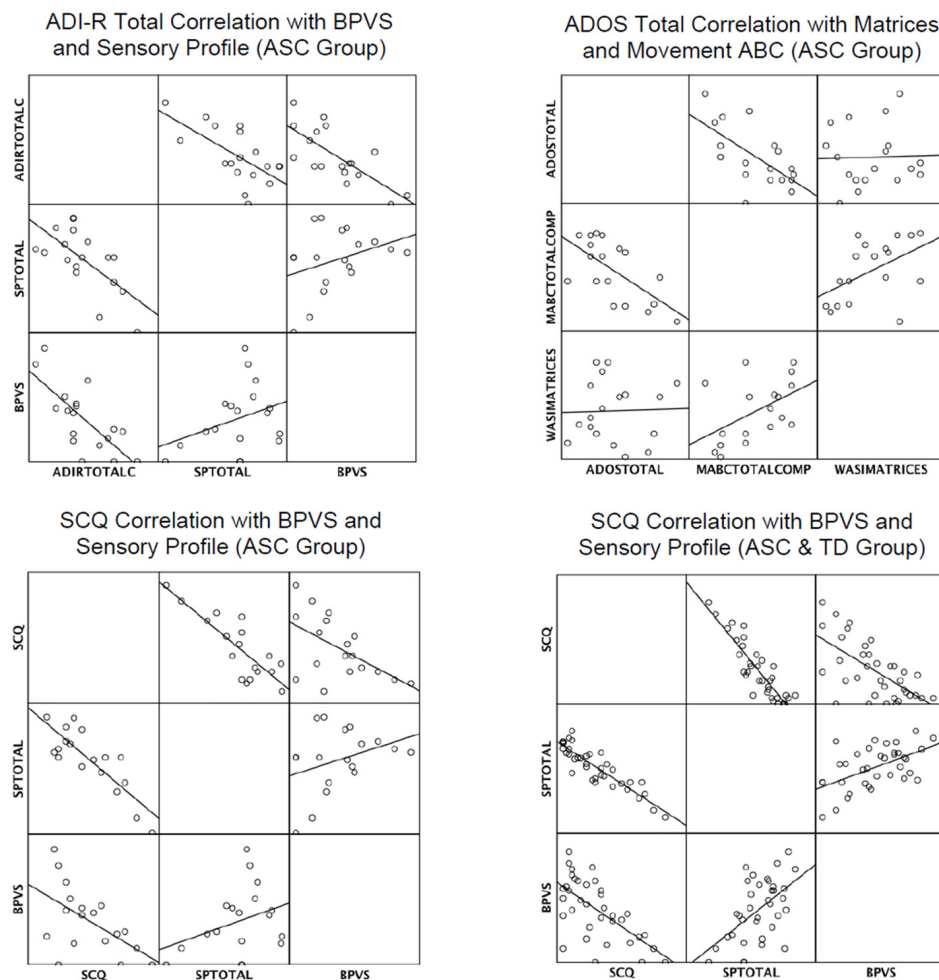 ADI-R Total Correlation with BPVS
and Sensory Profile (ASC Group)
ADIRTOTALC
SPTOTAL
BPVS
ADIRTOTALC SPTOTAL BPVS
ADOS Total Correlation with Matrices
and Movement ABC (ASC Group)
ADOSTOTAL
MABCTOTALCOMP
WASIMATRICES
ADOSTOTAL MABCTOTALCOMP WASIMATRICES
SCQ Correlation with BPVS and
Sensory Profile (ASC Group)
SCQ
SPTOTAL
BPVS
SCQ SPTOTAL BPVS
SCQ Correlation with BPVS and
Sensory Profile (ASC & TD Group)
SCQ
SPTOTAL
BPVS
SCQ SPTOTAL BPVS